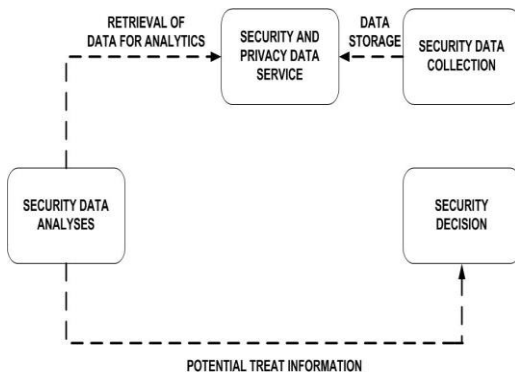 RETRIEVAL OF
DATA FOR ANALYTICS
SECURITY AND
PRIVACY DATA
SERVICE
DATA
STORAGE
SECURITY DATA
COLLECTION
SECURITY DATA
ANALYSES
SECURITY
DECISION
POTENTIAL TREAT INFORMATION